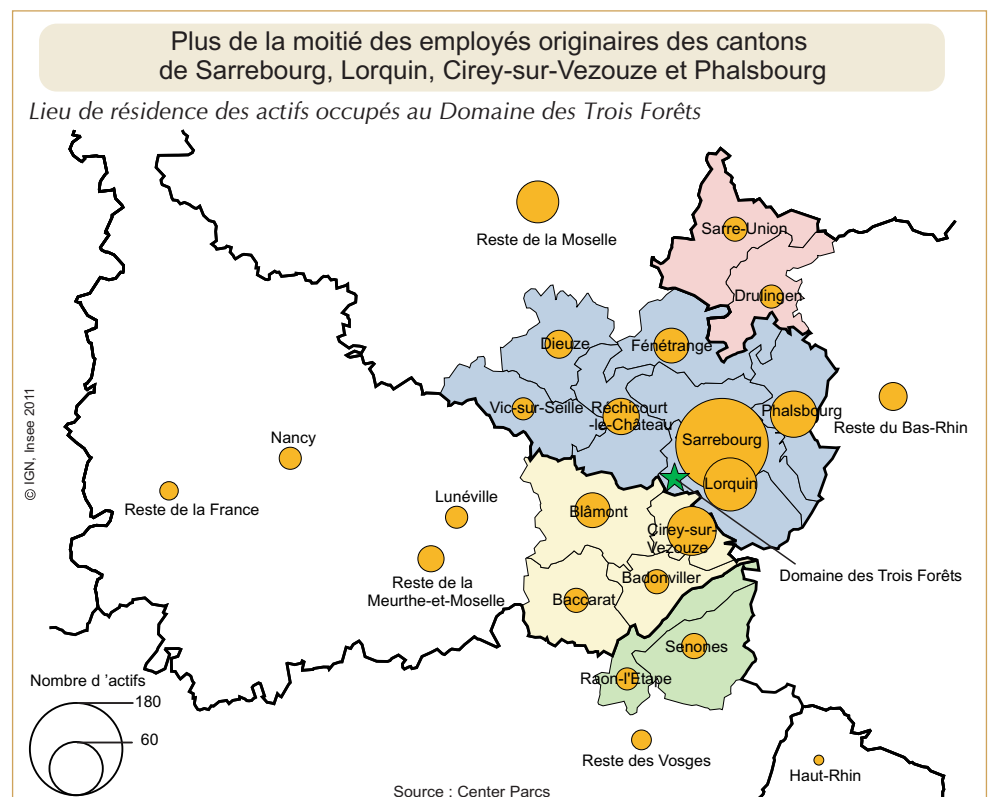 Plus de la moitié des employés originaires des cantons
de Sarrebourg, Lorquin, Cirey-sur-Vezouze et Phalsbourg
Lieu de résidence des actifs occupés au Domaine des Trois Forêts
Reste de la Moselle
Sarre-Union
Drulingen
Dieuze
Fénétrange
Vic-sur-Seille
Réchicourt
-le-Château
Phalsbourg
Reste du Bas-Rhin
Sarrebourg
Lorquin
Nancy
Reste de la France
Lunéville
Blâmont
Cirey-sur-
Vezouze
Reste de la
Meurthe-et-Moselle
Badonviller
Baccarat
Domaine des Trois Forêts
Senones
Raon-l'Etape
Reste des Vosges
Haut-Rhin
Nombre d 'actifs
180
60
Source : Center Parcs
© IGN, Insee 2011